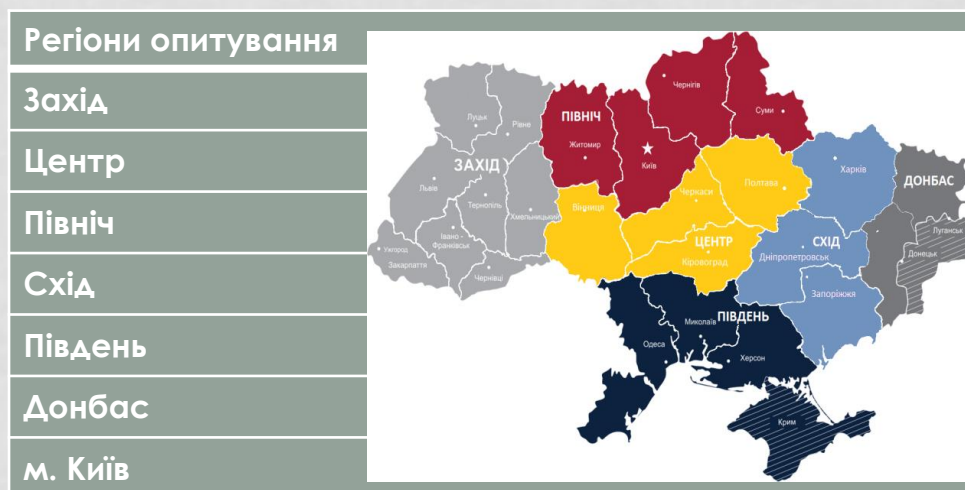 Регіони опитування
Захід
Центр
Північ
Схід
Південь
Донбас
м. Київ
Чернігів
Суми
ПІВНІЧ
Луцьк
Рівне
Житомир
Київ
Харків
ЗАХІД
ДОНБАС
Львів
Полтава
Черкаси
Тернопіль
Хмельницький
Вінниця
Луганськ
Івано -
Франківськ
ЦЕНТР
СХІД
Ужгород
Донецьк
Дніпропетровськ
Кіровоград
Закарпаття
Чернівці
Запоріжжя
ПІВДЕНЬ
Миколаїв
Одеса
Херсон
Крим